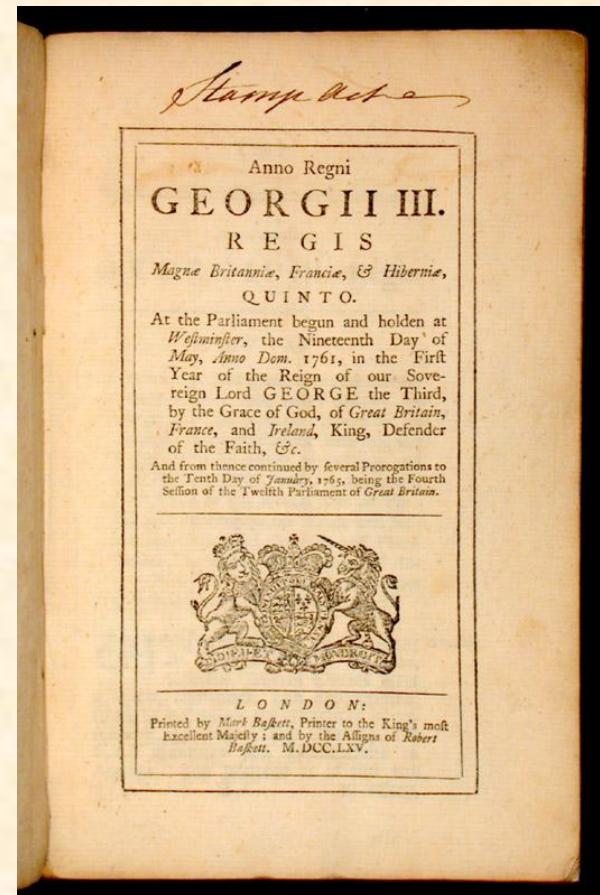 Stamp Act
Anno Regni
GEORGII III.
REGIS
Magnæ Britanniæ, Franciæ, & Hiberniæ,
QUINTO.
At the Parliament begun and holden at
Weſtminſter, the Nineteenth Day of
May, Anno Dom. 1761, in the Firſt
Year of the Reign of our Sove-
reign Lord GEORGE the Third,
by the Grace of God, of Great Britain,
France, and Ireland, King, Defender
of the Faith, &c.
And from thence continued by ſeveral Prorogations to
the Tenth Day of January, 1765, being the Fourth
Seſſion of the Twelfth Parliament of Great Britain.
DIEU ET MON DROIT
LONDON:
Printed by Mark Baſkett, Printer to the King's moſt
Excellent Majeſty; and by the Aſſigns of Robert
Baſkett. M.DCC.LXV.